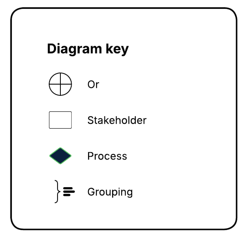 Diagram key
Or
Stakeholder
Process
Grouping